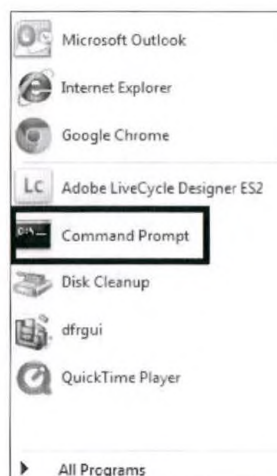 Microsoft Outlook
Internet Explorer
Google Chrome
Lc Adobe LiveCycle Designer ES2
Command Prompt
Disk Cleanup
dfrgui
QuickTime Player
All Programs